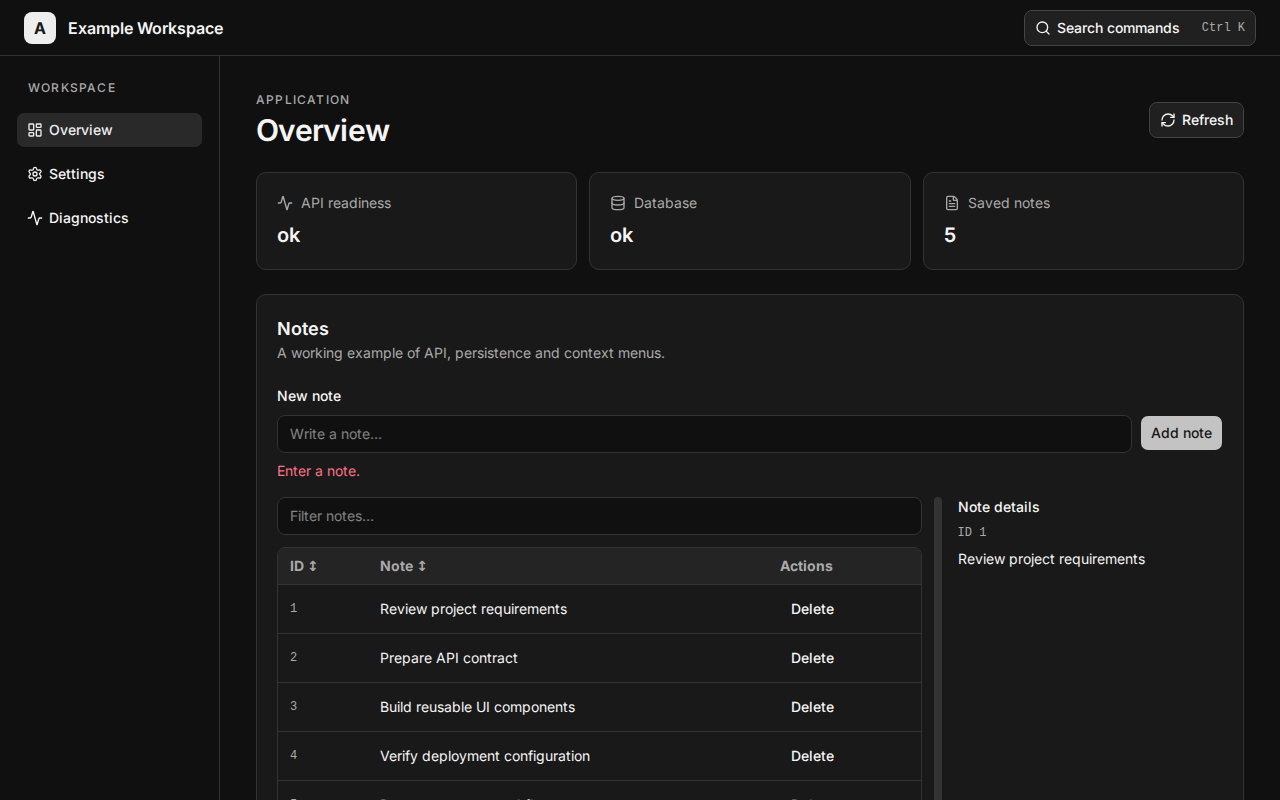 A Example Workspace
Search commands Ctrl K
WORKSPACE
Overview
Settings
Diagnostics
APPLICATION
Overview
Refresh
API readiness
ok
Database
ok
Saved notes
5
Notes
A working example of API, persistence and context menus.
New note
Write a note...
Add note
Enter a note.
Filter notes...
ID ↕ Note ↕ Actions
1 Review project requirements Delete
2 Prepare API contract Delete
3 Build reusable UI components Delete
4 Verify deployment configuration Delete
Note details
ID 1
Review project requirements